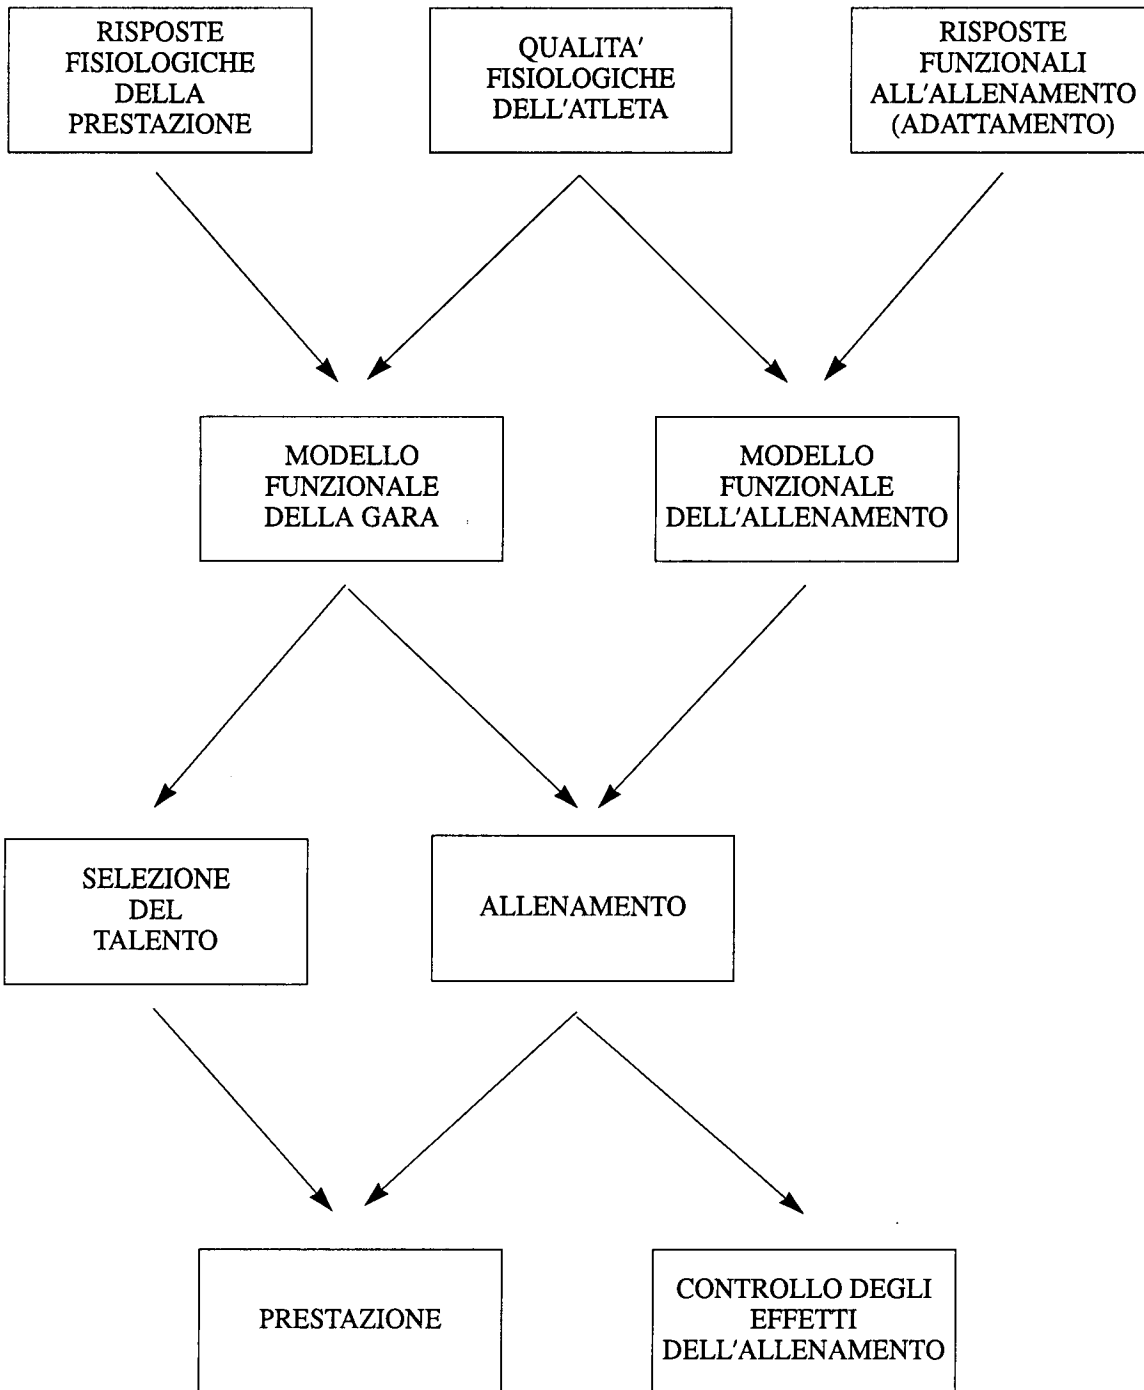 RISPOSTE
FISIOLOGICHE
DELLA
PRESTAZIONE
QUALITA'
FISIOLOGICHE
DELL'ATLETA
RISPOSTE
FUNZIONALI
ALL'ALLENAMENTO
(ADATTAMENTO)
MODELLO
FUNZIONALE
DELLA GARA
MODELLO
FUNZIONALE
DELL'ALLENAMENTO
SELEZIONE
DEL
TALENTO
ALLENAMENTO
PRESTAZIONE
CONTROLLO DEGLI
EFFETTI
DELL'ALLENAMENTO